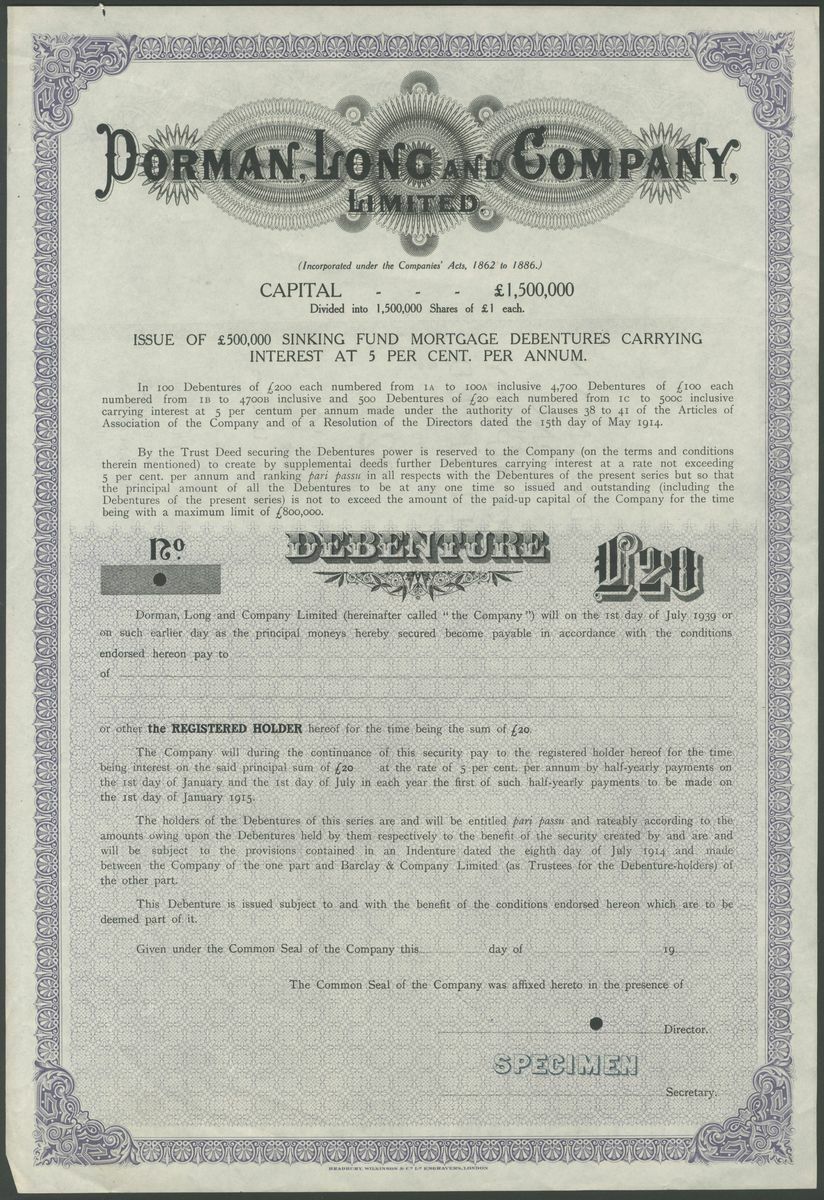 DORMAN, LONG AND COMPANY,
LIMITED.
(Incorporated under the Companies' Acts, 1862 to 1886.)
CAPITAL - - - £1,500,000
Divided into 1,500,000 Shares of £1 each.
ISSUE OF £500,000 SINKING FUND MORTGAGE DEBENTURES CARRYING
INTEREST AT 5 PER CENT. PER ANNUM.
In 100 Debentures of £200 each numbered from 1A to 100A inclusive 4,700 Debentures of £100 each
numbered from 1B to 4700B inclusive and 500 Debentures of £20 each numbered from 1C to 500C inclusive
carrying interest at 5 per centum per annum made under the authority of Clauses 38 to 41 of the Articles of
Association of the Company and of a Resolution of the Directors dated the 15th day of May 1914.
By the Trust Deed securing the Debentures power is reserved to the Company (on the terms and conditions
therein mentioned) to create by supplemental deeds further Debentures carrying interest at a rate not exceeding
5 per cent. per annum and ranking pari passu in all respects with the Debentures of the present series but so that
the principal amount of all the Debentures to be at any one time so issued and outstanding (including the
Debentures of the present series) is not to exceed the amount of the paid-up capital of the Company for the time
being with a maximum limit of £800,000.
No. DEBENTURE £20
Dorman, Long and Company Limited (hereinafter called "the Company") will on the 1st day of July 1939 or
on such earlier day as the principal moneys hereby secured become payable in accordance with the conditions
endorsed hereon pay to
of
or other the REGISTERED HOLDER hereof for the time being the sum of £20.
The Company will during the continuance of this security pay to the registered holder hereof for the time
being interest on the said principal sum of £20 at the rate of 5 per cent. per annum by half-yearly payments on
the 1st day of January and the 1st day of July in each year the first of such half-yearly payments to be made on
the 1st day of January 1915.
The holders of the Debentures of this series are and will be entitled pari passu and rateably according to the
amounts owing upon the Debentures held by them respectively to the benefit of the security created by and are and
will be subject to the provisions contained in an Indenture dated the eighth day of July 1914 and made
between the Company of the one part and Barclay & Company Limited (as Trustees for the Debenture-holders) of
the other part.
This Debenture is issued subject to and with the benefit of the conditions endorsed hereon which are to be
deemed part of it.
Given under the Common Seal of the Company this day of 19
The Common Seal of the Company was affixed hereto in the presence of
Director.
SPECIMEN
Secretary.
BRADBURY, WILKINSON & Co. Ld. ENGRAVERS, LONDON